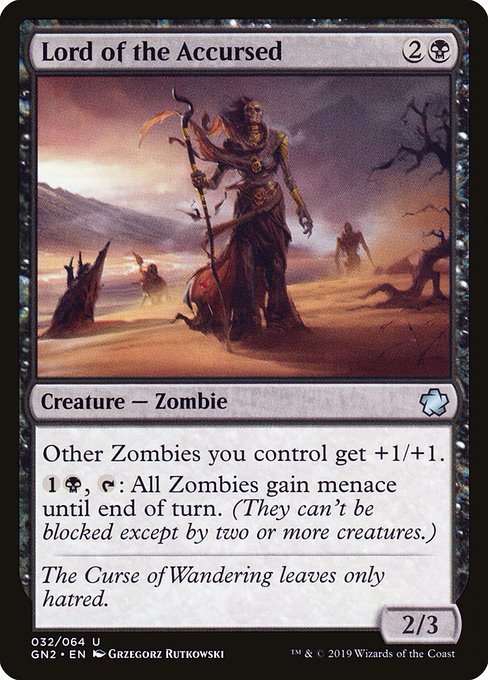 Lord of the Accursed 2
Creature — Zombie
Other Zombies you control get +1/+1.
1, : All Zombies gain menace
until end of turn. (They can't be
blocked except by two or more creatures.)
The Curse of Wandering leaves only
hatred.
2/3
032/064 U
GN2 • EN Grzegorz Rutkowski
™ & © 2019 Wizards of the Coast